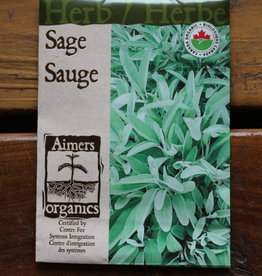 Herb / Herbe
Sage
Sauge
Aimers
organics
Certified by
Centre For
Systems Integration
Centre d'intégration
des systèmes